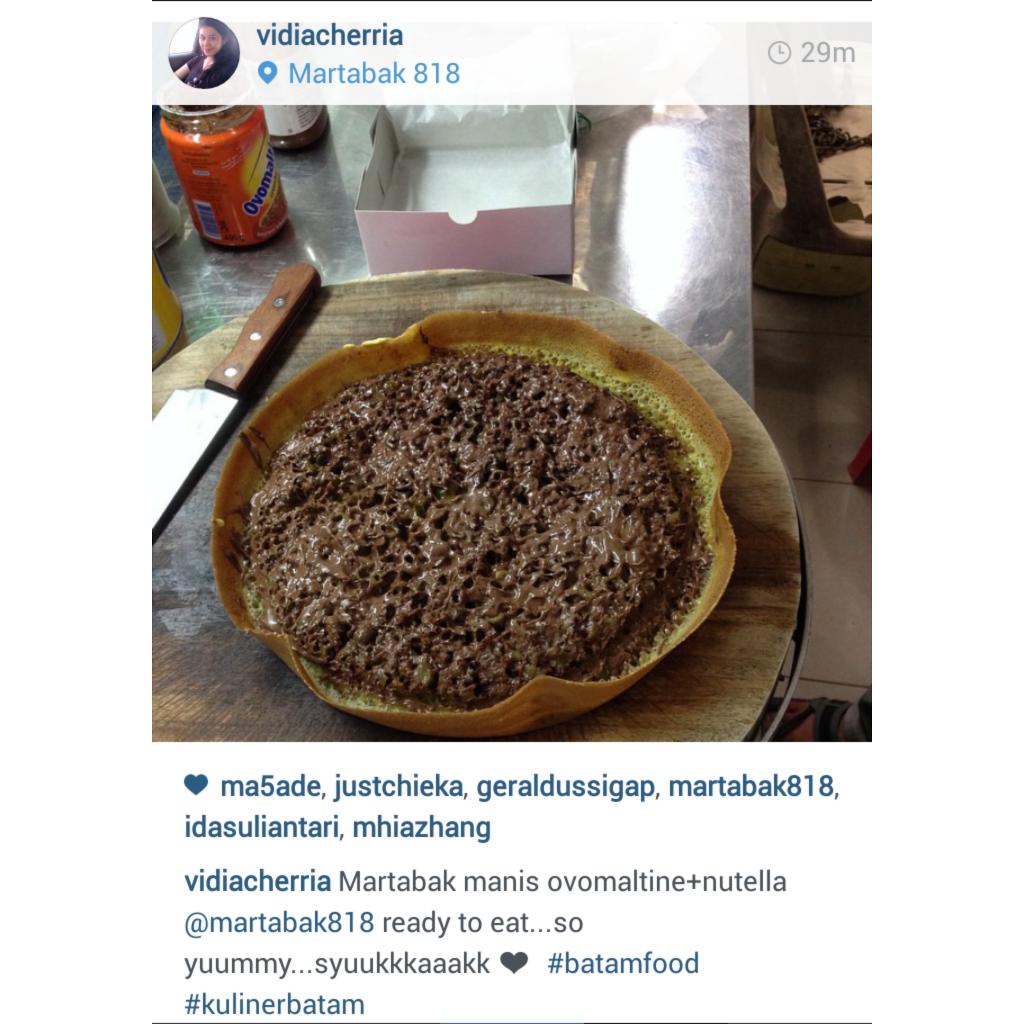 vidiacherria
Martabak 818
29m
Ovomal
ma5ade, justchieka, geraldussigap, martabak818,
idasuliantari, mhiazhang
vidiacherria Martabak manis ovomaltine+nutella
@martabak818 ready to eat...so
yuummy...syuukkkaaakk #batamfood
#kulinerbatam